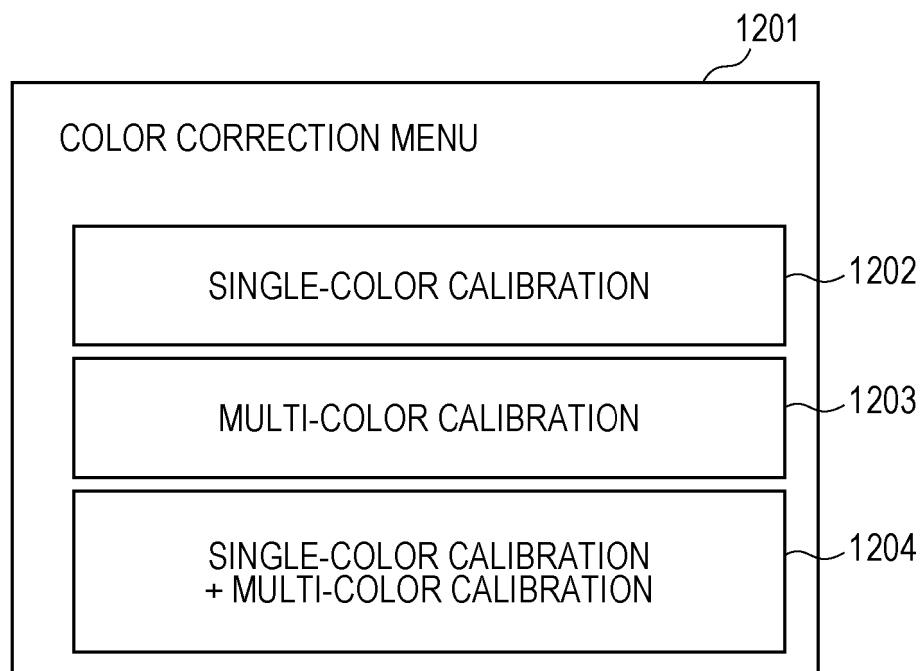 1201
COLOR CORRECTION MENU
SINGLE-COLOR CALIBRATION
1202
MULTI-COLOR CALIBRATION
1203
SINGLE-COLOR CALIBRATION
+ MULTI-COLOR CALIBRATION
1204